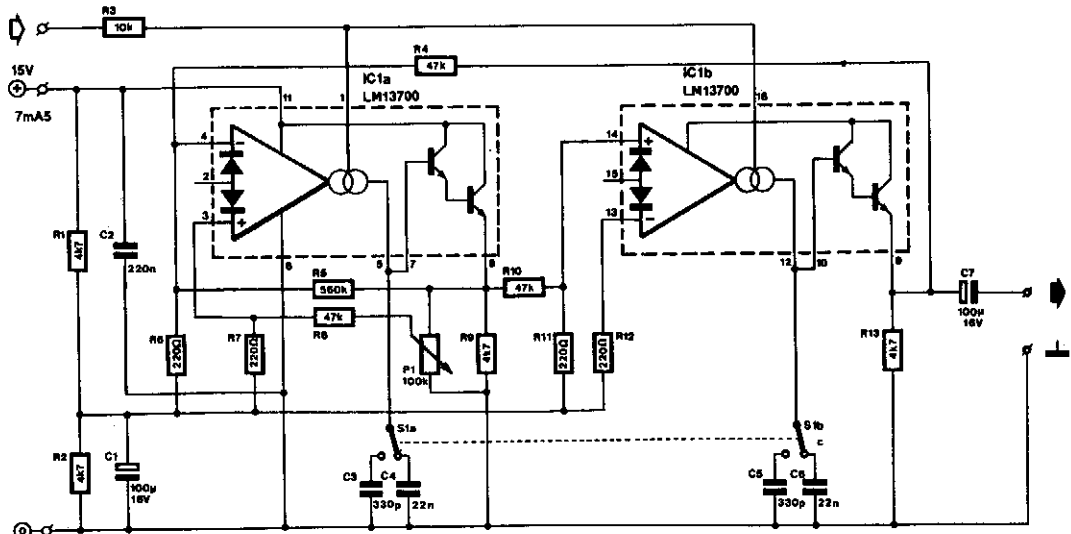 R3
10k
R4
47k
15V
7mA5
IC1a
LM13700
IC1b
LM13700
11
1
16
4
2
3
6
5
7
8
14
15
13
12
10
9
R1
4k7
C2
220n
R5
560k
R10
47k
C7
100µ
16V
R6
220Ω
R7
220Ω
47k
R8
P1
100k
R9
4k7
R11
220Ω
R12
220Ω
R13
4k7
R2
4k7
C1
100µ
16V
S1a
S1b
c
C3
330p
C4
22n
C5
330p
C6
22n